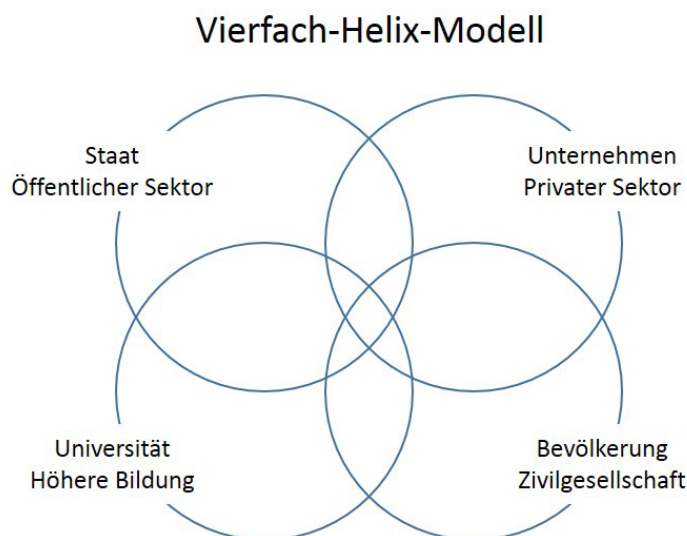 Vierfach-Helix-Modell
Staat
Öffentlicher Sektor
Unternehmen
Privater Sektor
Universität
Höhere Bildung
Bevölkerung
Zivilgesellschaft